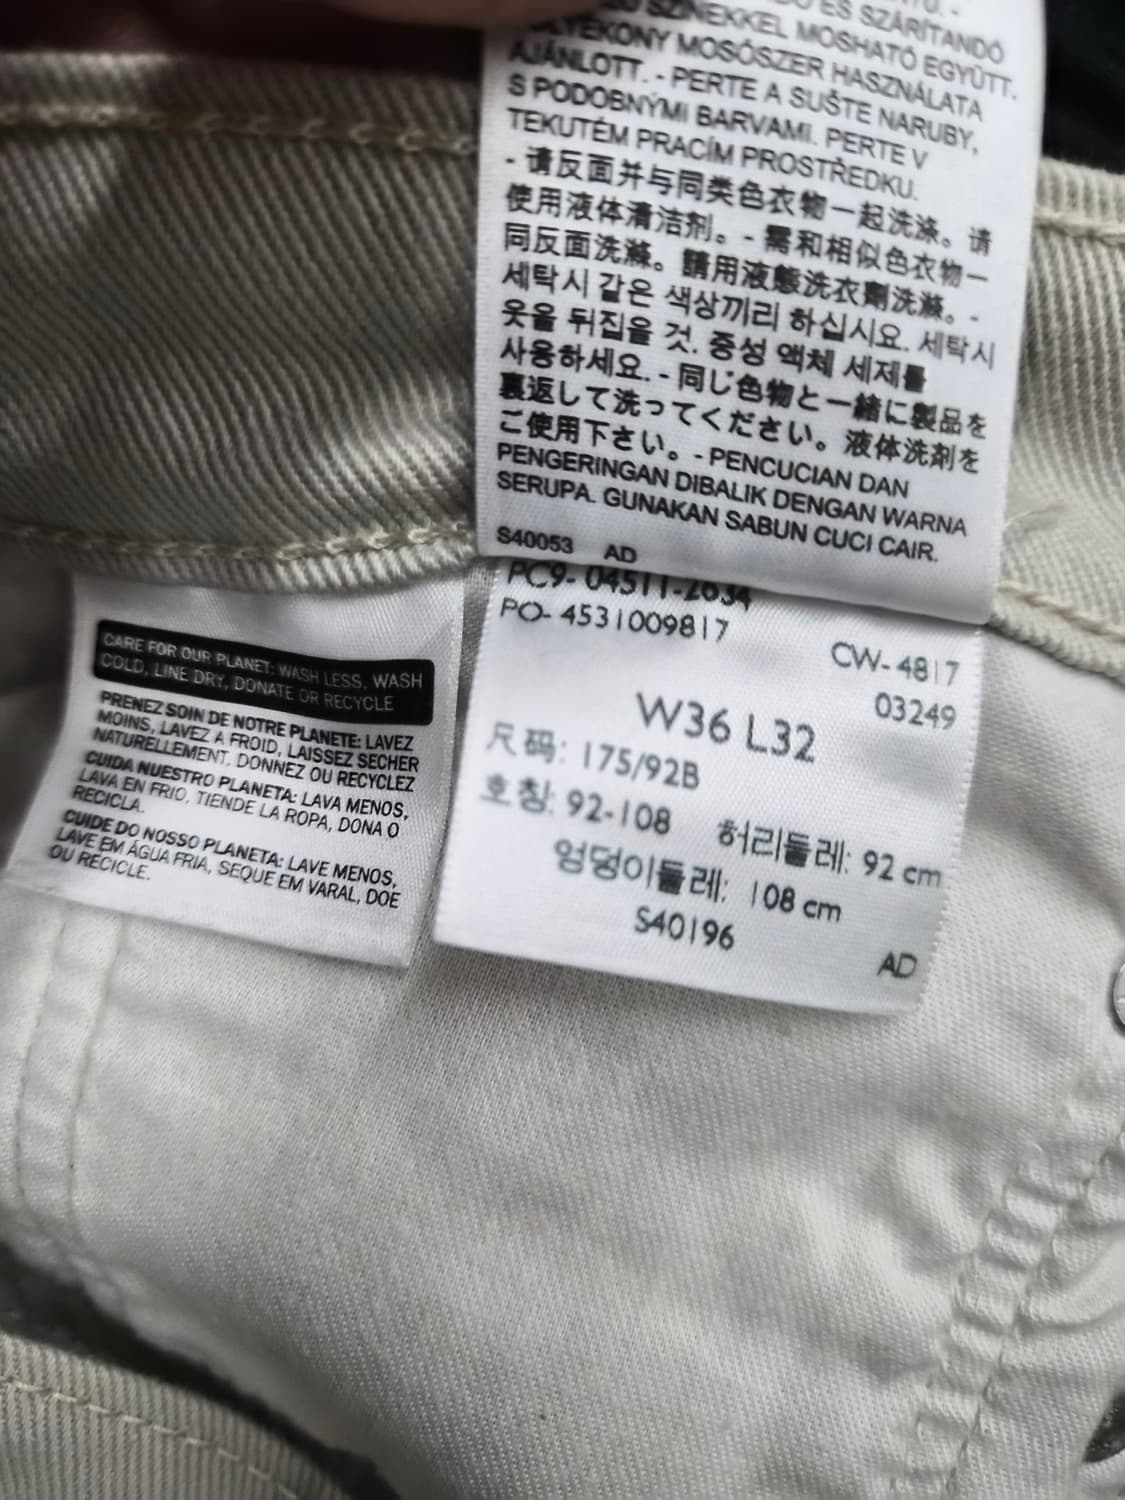 ÉS SZÁRÍTANDÓ
SZÍNEKKEL MOSHATÓ EGYÜTT.
FOLYÉKONY MOSÓSZER HASZNÁLATA
AJÁNLOTT. - PERTE A SUŠTE NARUBY,
S PODOBNÝMI BARVAMI. PERTE V
TEKUTÉM PRACÍM PROSTŘEDKU.
- 请反面并与同类色衣物一起洗涤。请
使用液体清洁剂。- 需和相似色衣物一
同反面洗滌。請用液態洗衣劑洗滌。-
세탁시 같은 색상끼리 하십시요. 세탁시
옷을 뒤집을 것. 중성 액체 세제를
사용하세요. - 同じ色物と一緒に製品を
裏返して洗ってください。液体洗剤を
ご使用下さい。- PENCUCIAN DAN
PENGERINGAN DIBALIK DENGAN WARNA
SERUPA. GUNAKAN SABUN CUCI CAIR.
S40053 AD
PC9- 04511-2634
PO- 4531009817
CW- 4817
03249
W36 L32
尺码: 175/92B
호칭: 92-108
허리둘레: 92 cm
엉덩이둘레: 108 cm
S40196
AD
CARE FOR OUR PLANET: WASH LESS, WASH
COLD, LINE DRY, DONATE OR RECYCLE
PRENEZ SOIN DE NOTRE PLANETE: LAVEZ
MOINS, LAVEZ A FROID, LAISSEZ SECHER
NATURELLEMENT, DONNEZ OU RECYCLEZ
CUIDA NUESTRO PLANETA: LAVA MENOS,
LAVA EN FRIO, TIENDE LA ROPA, DONA O
RECICLA.
CUIDE DO NOSSO PLANETA: LAVE MENOS,
LAVE EM ÁGUA FRIA, SEQUE EM VARAL, DOE
OU RECICLE.